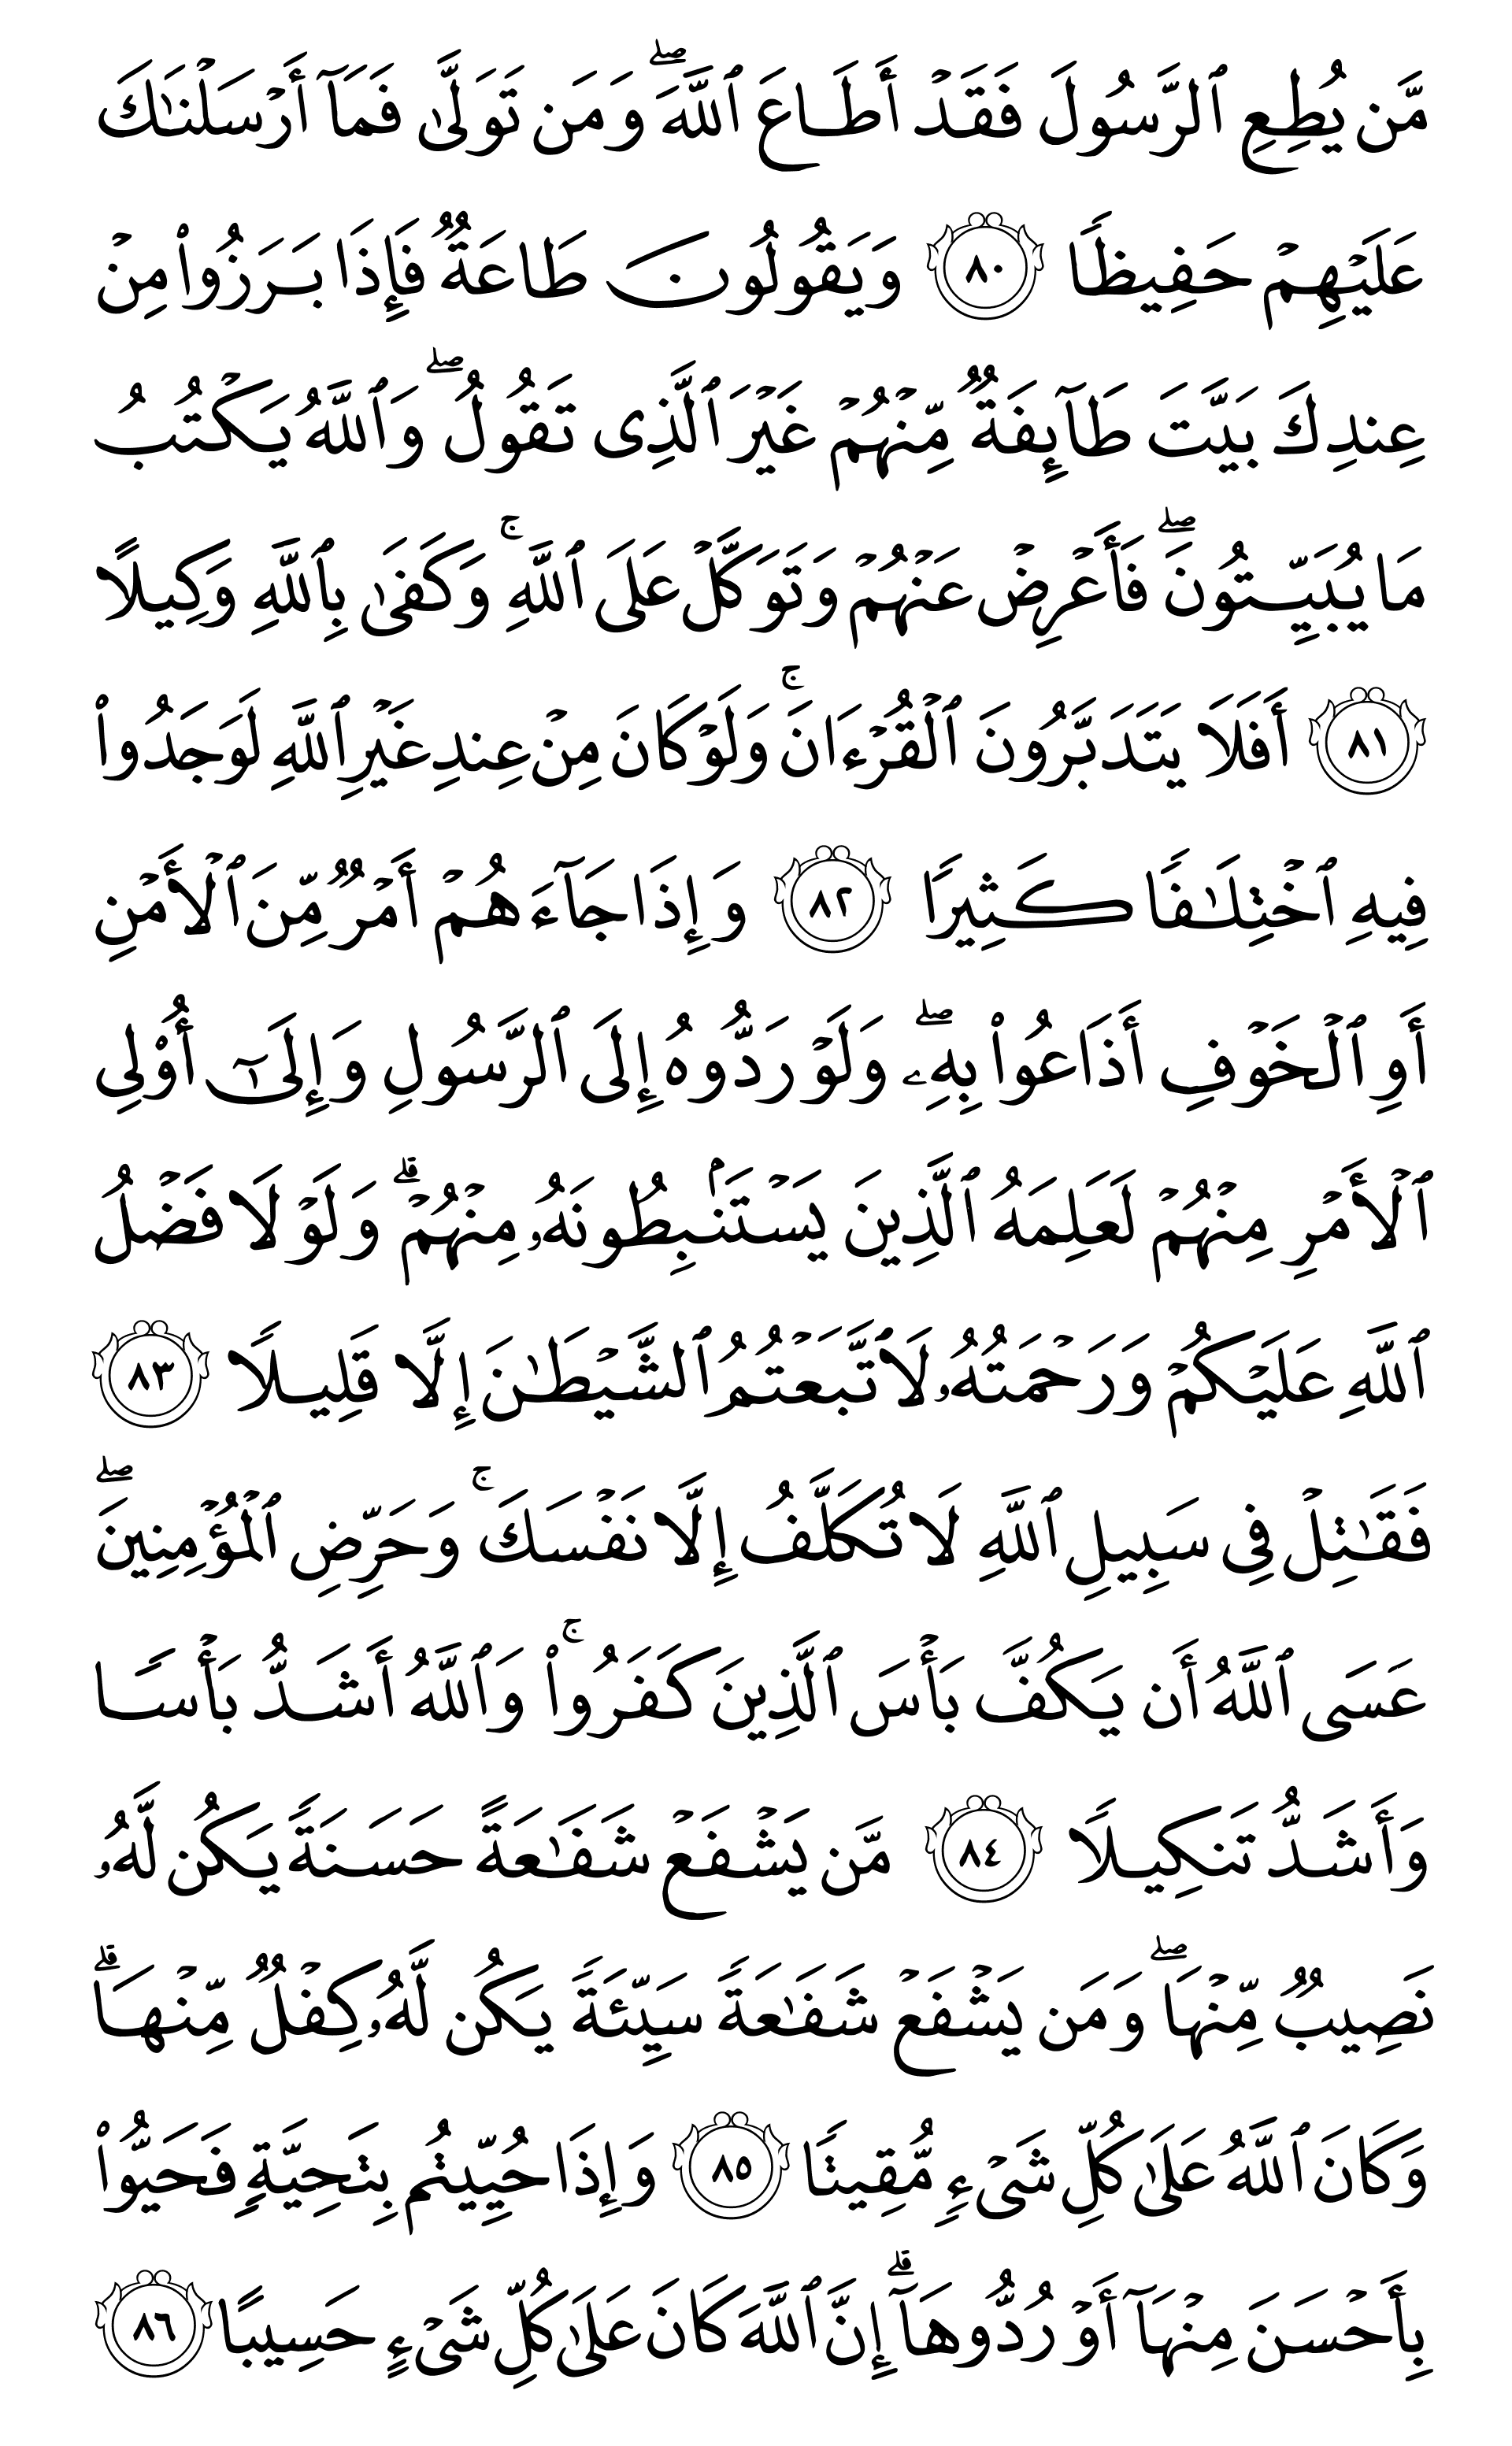 مَّن يُطِعِ ٱلرَّسُولَ فَقَدۡ أَطَاعَ ٱللَّهَۖ وَمَن تَوَلَّىٰ فَمَآ أَرۡسَلۡنَٰكَ
عَلَيۡهِمۡ حَفِيظٗا ٨٠ وَيَقُولُونَ طَاعَةٞ فَإِذَا بَرَزُواْ مِنۡ
عِندِكَ بَيَّتَ طَآئِفَةٞ مِّنۡهُمۡ غَيۡرَ ٱلَّذِي تَقُولُۖ وَٱللَّهُ يَكۡتُبُ
مَا يُبَيِّتُونَۖ فَأَعۡرِضۡ عَنۡهُمۡ وَتَوَكَّلۡ عَلَى ٱللَّهِۚ وَكَفَىٰ بِٱللَّهِ وَكِيلًا
٨١ أَفَلَا يَتَدَبَّرُونَ ٱلۡقُرۡءَانَۚ وَلَوۡ كَانَ مِنۡ عِندِ غَيۡرِ ٱللَّهِ لَوَجَدُواْ
فِيهِ ٱخۡتِلَٰفٗا كَثِيرٗا ٨٢ وَإِذَا جَآءَهُمۡ أَمۡرٞ مِّنَ ٱلۡأَمۡنِ
أَوِ ٱلۡخَوۡفِ أَذَاعُواْ بِهِۦۖ وَلَوۡ رَدُّوهُ إِلَى ٱلرَّسُولِ وَإِلَىٰٓ أُوْلِي
ٱلۡأَمۡرِ مِنۡهُمۡ لَعَلِمَهُ ٱلَّذِينَ يَسۡتَنۢبِطُونَهُۥ مِنۡهُمۡۗ وَلَوۡلَا فَضۡلُ
ٱللَّهِ عَلَيۡكُمۡ وَرَحۡمَتُهُۥ لَٱتَّبَعۡتُمُ ٱلشَّيۡطَٰنَ إِلَّا قَلِيلٗا ٨٣
فَقَٰتِلۡ فِي سَبِيلِ ٱللَّهِ لَا تُكَلَّفُ إِلَّا نَفۡسَكَۚ وَحَرِّضِ ٱلۡمُؤۡمِنِينَۖ
عَسَى ٱللَّهُ أَن يَكُفَّ بَأۡسَ ٱلَّذِينَ كَفَرُواْۚ وَٱللَّهُ أَشَدُّ بَأۡسٗا
وَأَشَدُّ تَنكِيلٗا ٨٤ مَّن يَشۡفَعۡ شَفَٰعَةً حَسَنَةٗ يَكُن لَّهُۥ
نَصِيبٞ مِّنۡهَاۖ وَمَن يَشۡفَعۡ شَفَٰعَةٗ سَيِّئَةٗ يَكُن لَّهُۥ كِفۡلٞ مِّنۡهَاۗ
وَكَانَ ٱللَّهُ عَلَىٰ كُلِّ شَيۡءٖ مُّقِيتٗا ٨٥ وَإِذَا حُيِّيتُم بِتَحِيَّةٖ فَحَيُّواْ
بِأَحۡسَنَ مِنۡهَآ أَوۡ رُدُّوهَآۗ إِنَّ ٱللَّهَ كَانَ عَلَىٰ كُلِّ شَيۡءٍ حَسِيبًا ٨٦